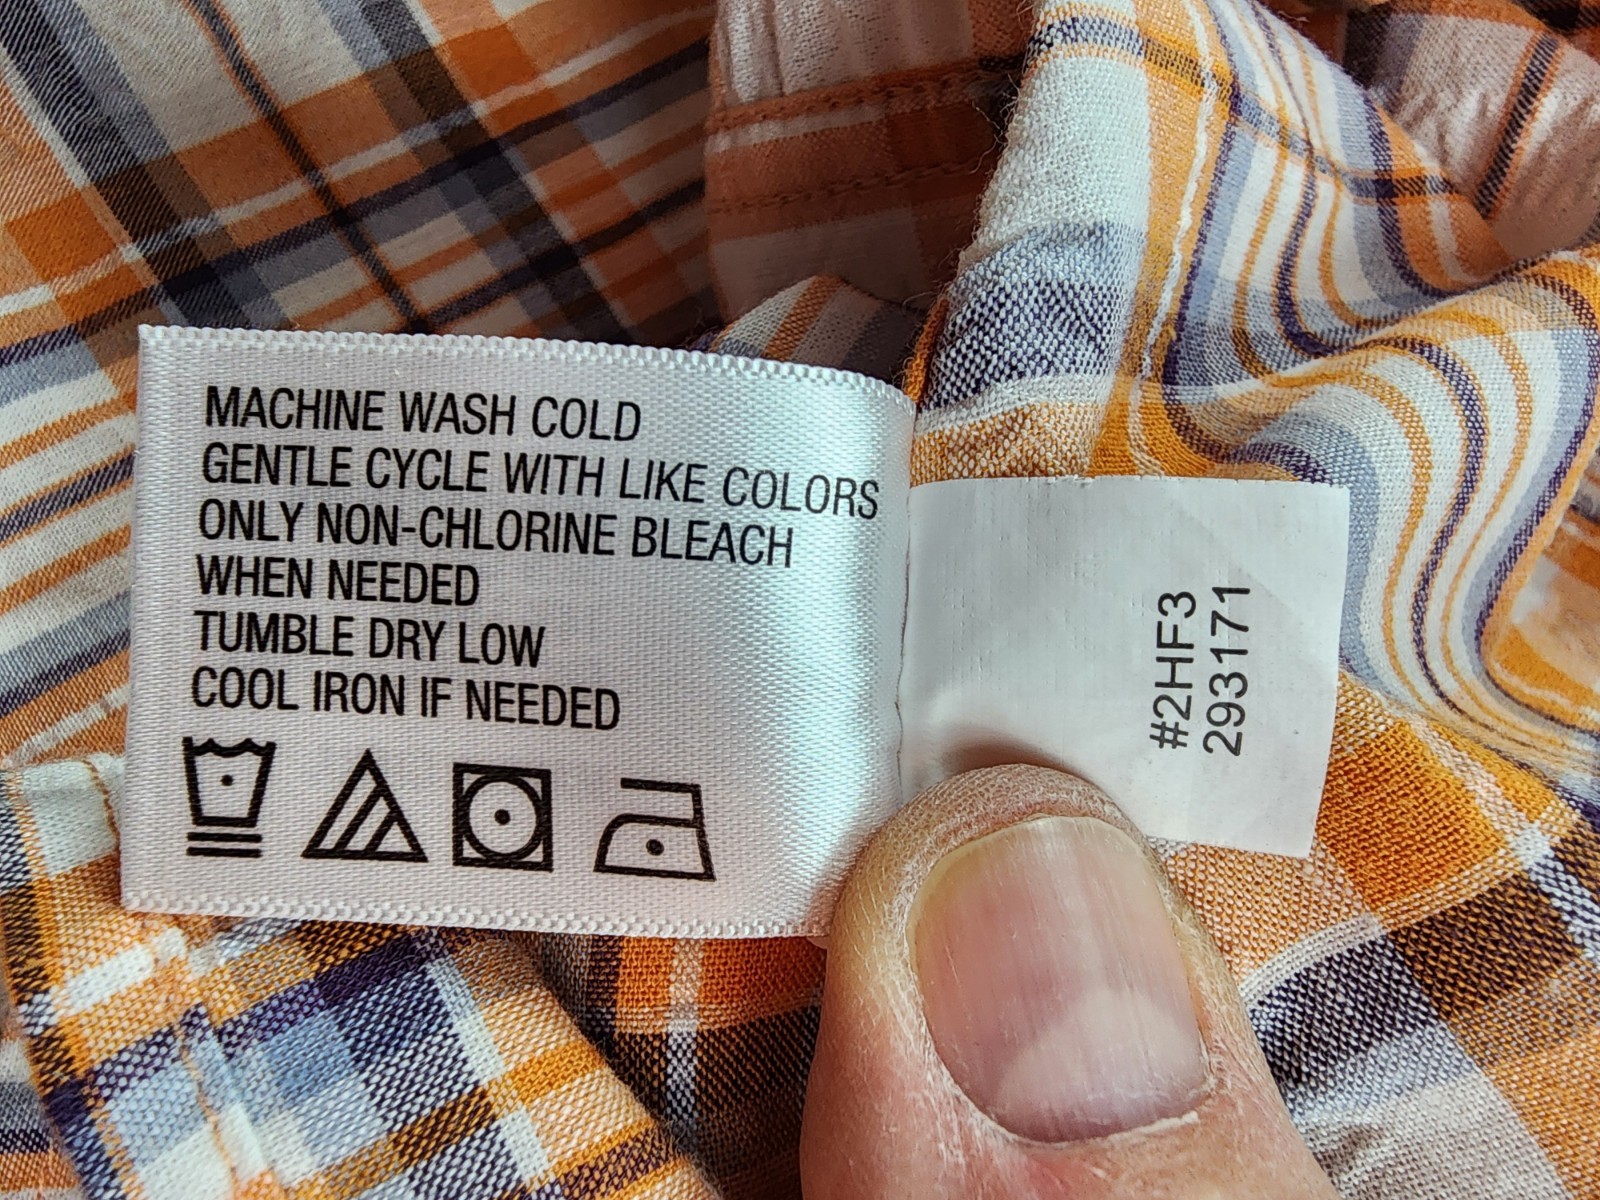 MACHINE WASH COLD
GENTLE CYCLE WITH LIKE COLORS
ONLY NON-CHLORINE BLEACH
WHEN NEEDED
TUMBLE DRY LOW
COOL IRON IF NEEDED
#2HF3
293171